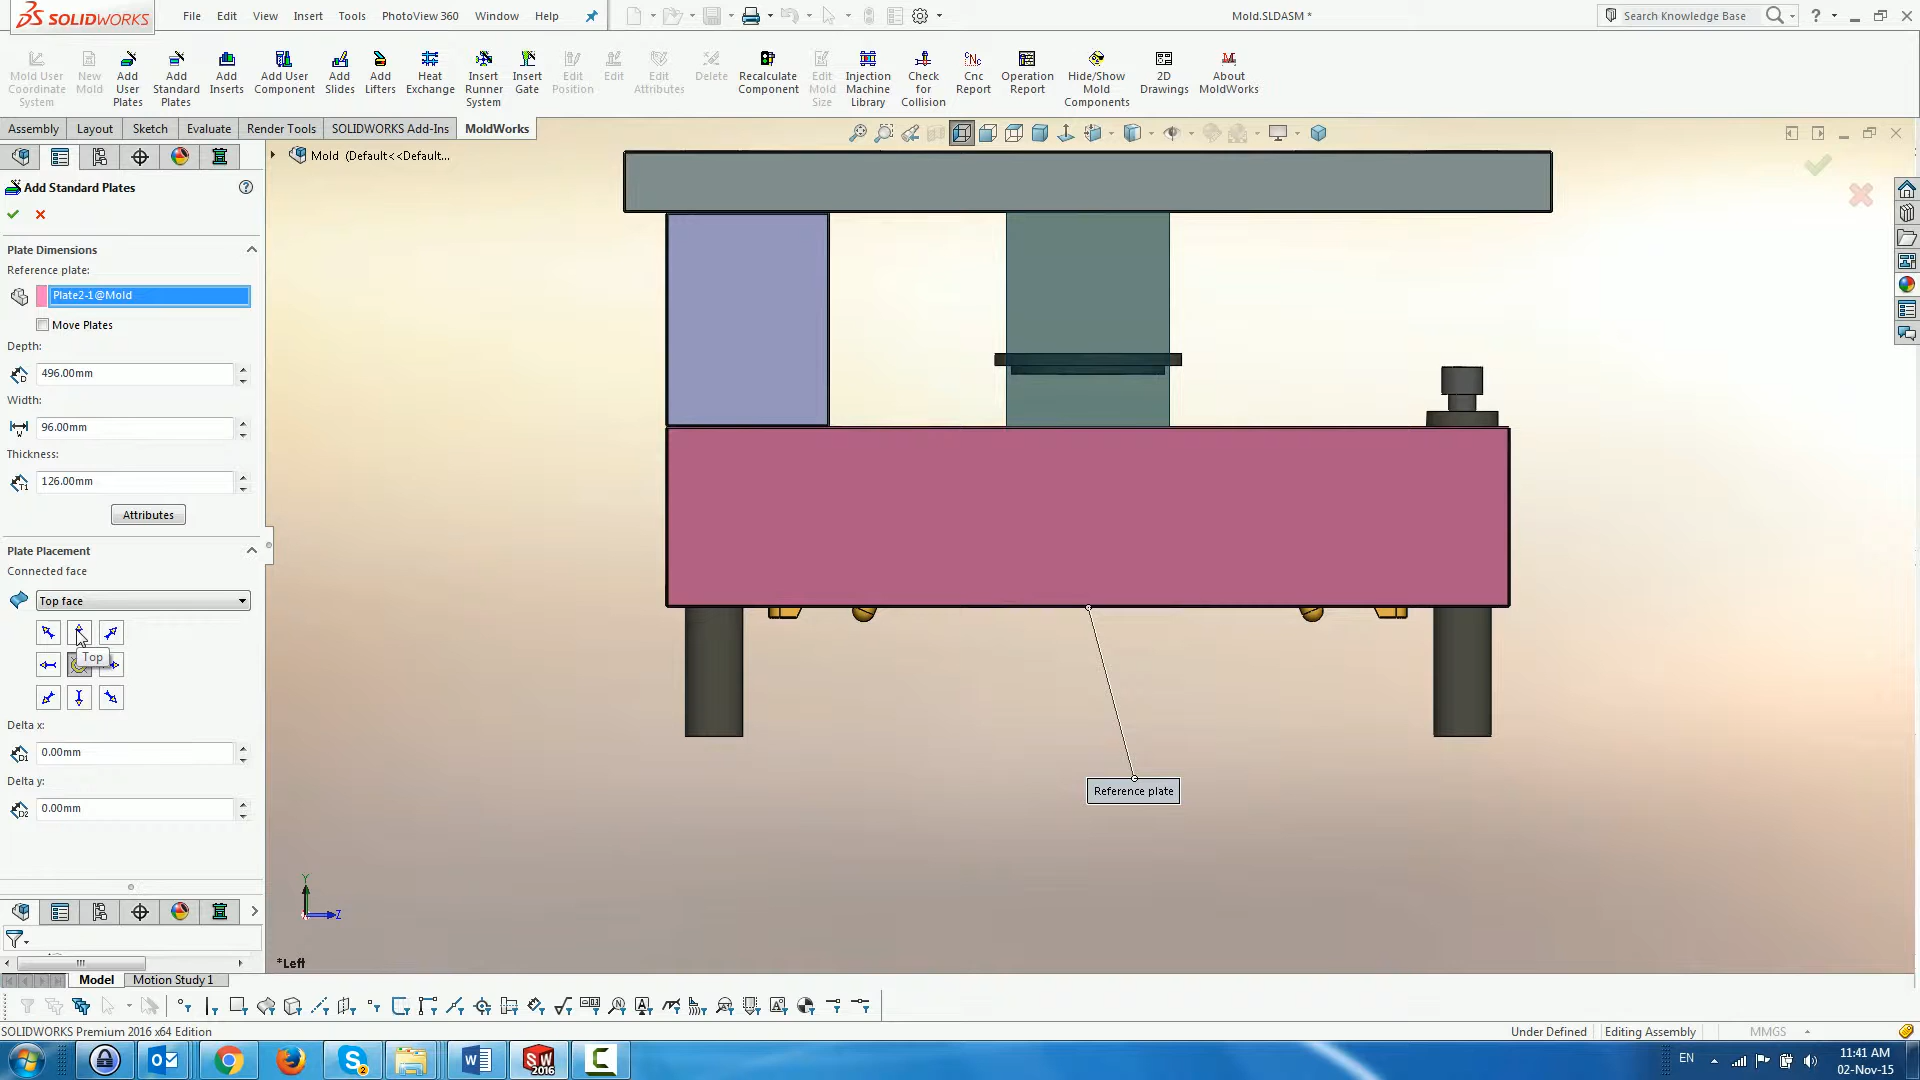 SOLIDWORKS File Edit View Insert Tools PhotoView 360 Window Help Mold.SLDASM * Search Knowledge Base
Mold User Coordinate System New Mold Add User Plates Add Standard Plates Add Inserts Add User Component Add Slides Add Lifters Heat Exchange Insert Runner System Insert Gate Edit Position Edit Edit Attributes Delete Recalculate Component Edit Mold Size Injection Machine Library Check for Collision Cnc Report Operation Report Hide/Show Mold Components 2D Drawings About MoldWorks
Assembly Layout Sketch Evaluate Render Tools SOLIDWORKS Add-Ins MoldWorks
Mold (Default<<Default...
Add Standard Plates
Plate Dimensions
Reference plate:
Plate2-1@Mold
Move Plates
Depth:
496.00mm
Width:
96.00mm
Thickness:
126.00mm
Attributes
Plate Placement
Connected face
Top face
Top
Delta x:
0.00mm
Delta y:
0.00mm
Reference plate
Y
Z
*Left
Model Motion Study 1
SOLIDWORKS Premium 2016 x64 Edition Under Defined Editing Assembly MMGS
EN 11:41 AM
02-Nov-15